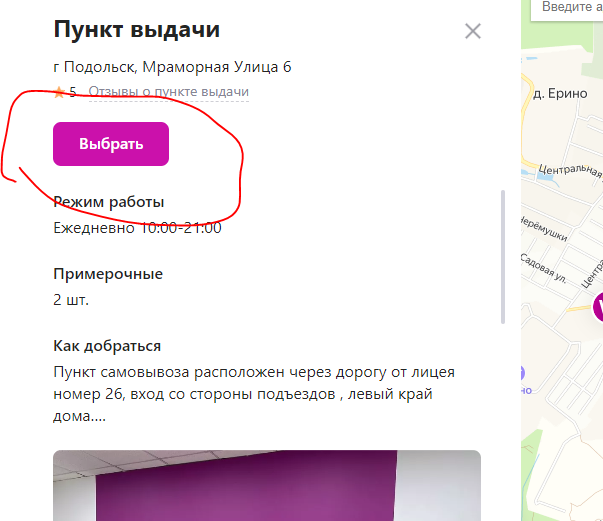 Пункт выдачи
г Подольск, Мраморная Улица 6
5 Отзывы о пункте выдачи
Выбрать
Режим работы
Ежедневно 10:00-21:00
Примерочные
2 шт.
Как добраться
Пункт самовывоза расположен через дорогу от лицея
номер 26, вход со стороны подъездов , левый край
дома....
Введите а
д. Ерино
Центральная
Черёмушки
Садовая ул.
Центр
но